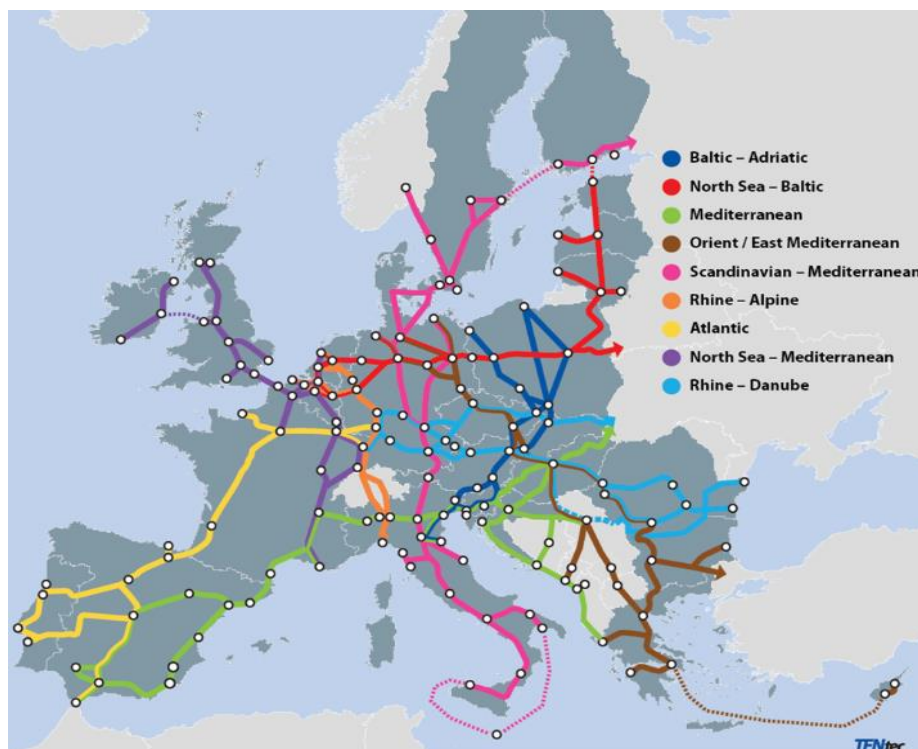 Baltic – Adriatic
North Sea – Baltic
Mediterranean
Orient / East Mediterranean
Scandinavian – Mediterranean
Rhine – Alpine
Atlantic
North Sea – Mediterranean
Rhine – Danube
TENtec